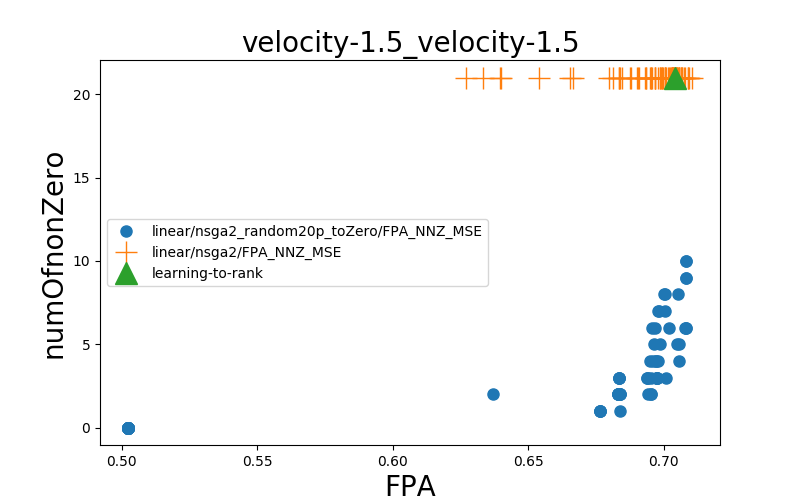 velocity-1.5_velocity-1.5
numOfnonZero
20
15
10
5
0
linear/nsga2_random20p_toZero/FPA_NNZ_MSE
linear/nsga2/FPA_NNZ_MSE
learning-to-rank
0.50 0.55 0.60 0.65 0.70
FPA